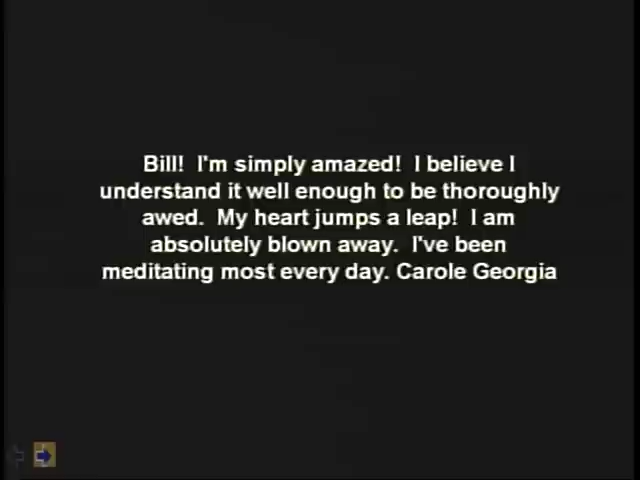 Bill!  I'm simply amazed!  I believe I
understand it well enough to be thoroughly
awed.  My heart jumps a leap!  I am
absolutely blown away.  I've been
meditating most every day. Carole Georgia